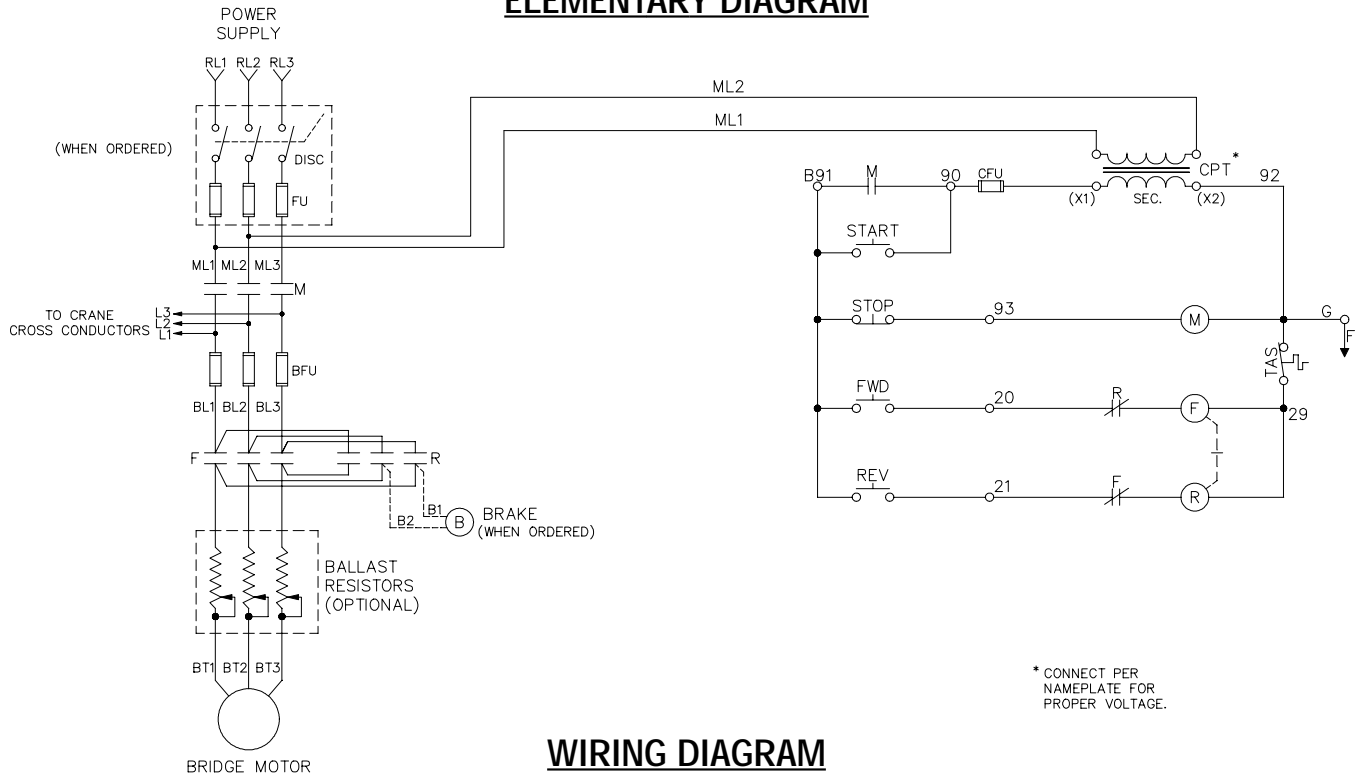 ELEMENTARY DIAGRAM
POWER
SUPPLY
RL1 RL2 RL3
(WHEN ORDERED)
DISC
FU
ML2
ML1
B91
M
90
CFU
(X1)
SEC.
(X2)
CPT*
92
START
ML1 ML2 ML3
M
TO CRANE
CROSS CONDUCTORS
L3
L2
L1
STOP
93
M
G
F
TAS
BFU
BL1 BL2 BL3
FWD
20
R
F
29
F
R
REV
21
F
R
B1
B2
B
BRAKE
(WHEN ORDERED)
BALLAST
RESISTORS
(OPTIONAL)
BT1 BT2 BT3
BRIDGE MOTOR
* CONNECT PER
NAMEPLATE FOR
PROPER VOLTAGE.
WIRING DIAGRAM